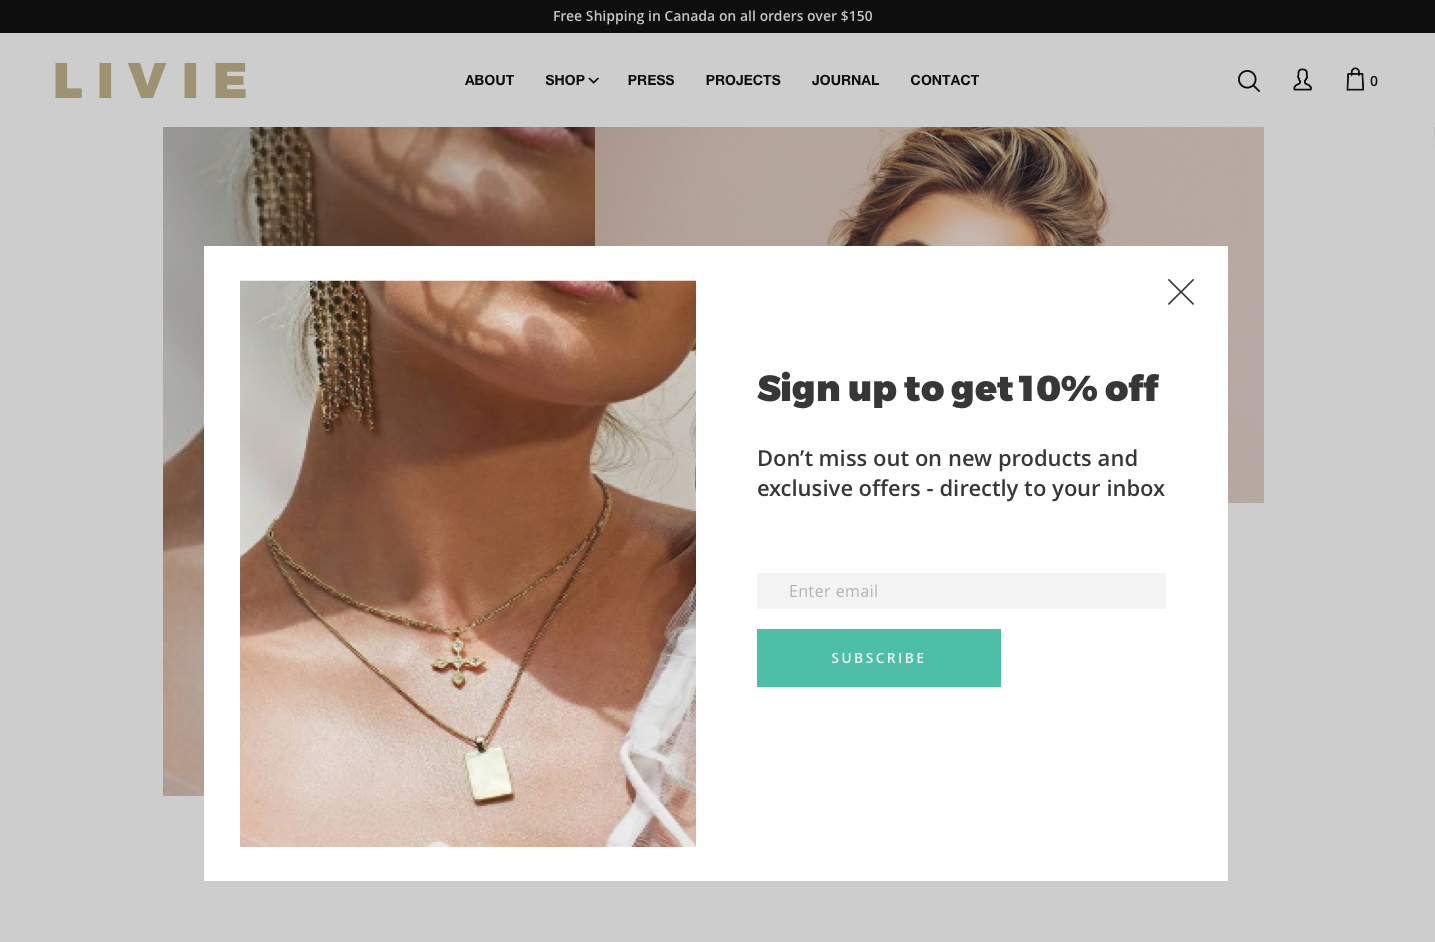 Free Shipping in Canada on all orders over $150
LIVIE
ABOUT SHOP PRESS PROJECTS JOURNAL CONTACT 0
Sign up to get 10% off
Don’t miss out on new products and
exclusive offers - directly to your inbox
Enter email
SUBSCRIBE